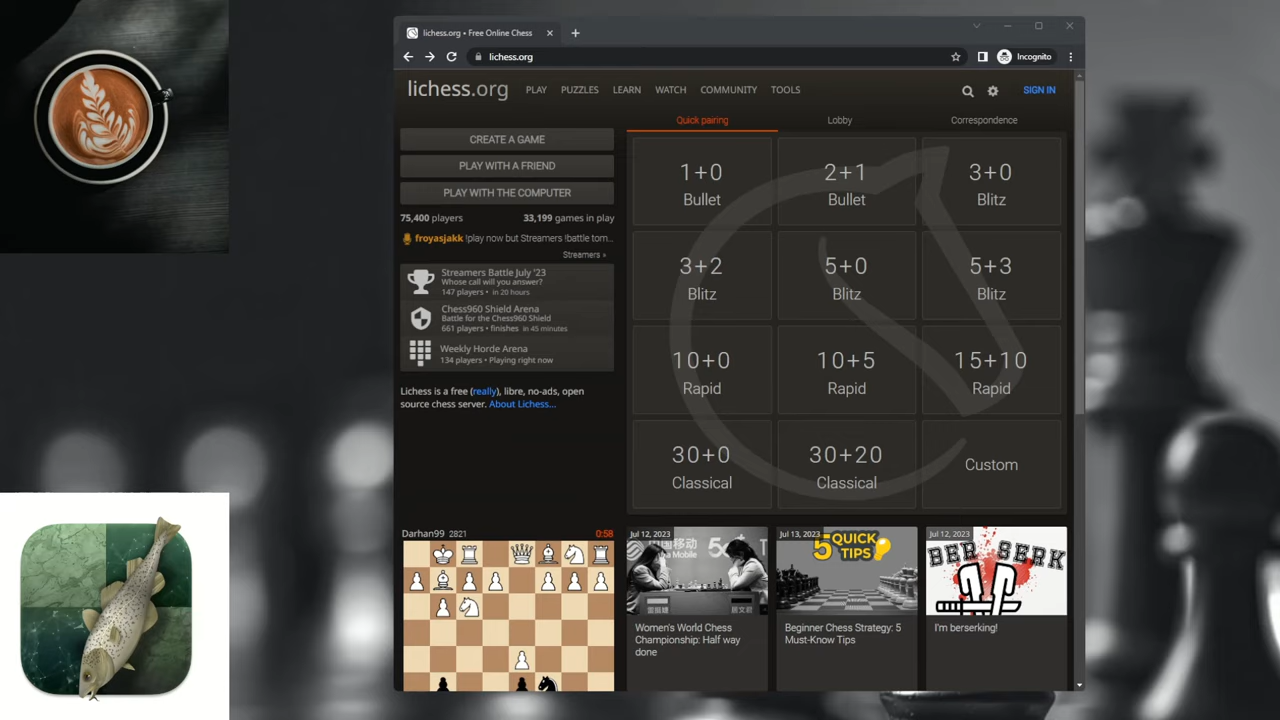 lichess.org • Free Online Chess
lichess.org
Incognito
lichess.org
PLAY
PUZZLES
LEARN
WATCH
COMMUNITY
TOOLS
SIGN IN
CREATE A GAME
PLAY WITH A FRIEND
PLAY WITH THE COMPUTER
75,400 players
33,199 games in play
froyasjakk !play now but Streamers !battle tom...
Streamers »
Streamers Battle July '23
Whose call will you answer?
147 players • in 20 hours
Chess960 Shield Arena
Battle for the Chess960 Shield
661 players • finishes in 45 minutes
Weekly Horde Arena
134 players • Playing right now
Lichess is a free (really), libre, no-ads, open
source chess server. About Lichess...
Quick pairing
Lobby
Correspondence
1+0
Bullet
2+1
Bullet
3+0
Blitz
3+2
Blitz
5+0
Blitz
5+3
Blitz
10+0
Rapid
10+5
Rapid
15+10
Rapid
30+0
Classical
30+20
Classical
Custom
Darhan99 2821
0:58
Jul 12, 2023
Women's World Chess
Championship: Half way
done
Jul 13, 2023
5 QUICK
TIPS
Beginner Chess Strategy: 5
Must-Know Tips
Jul 12, 2023
BERSERK
I'm berserking!